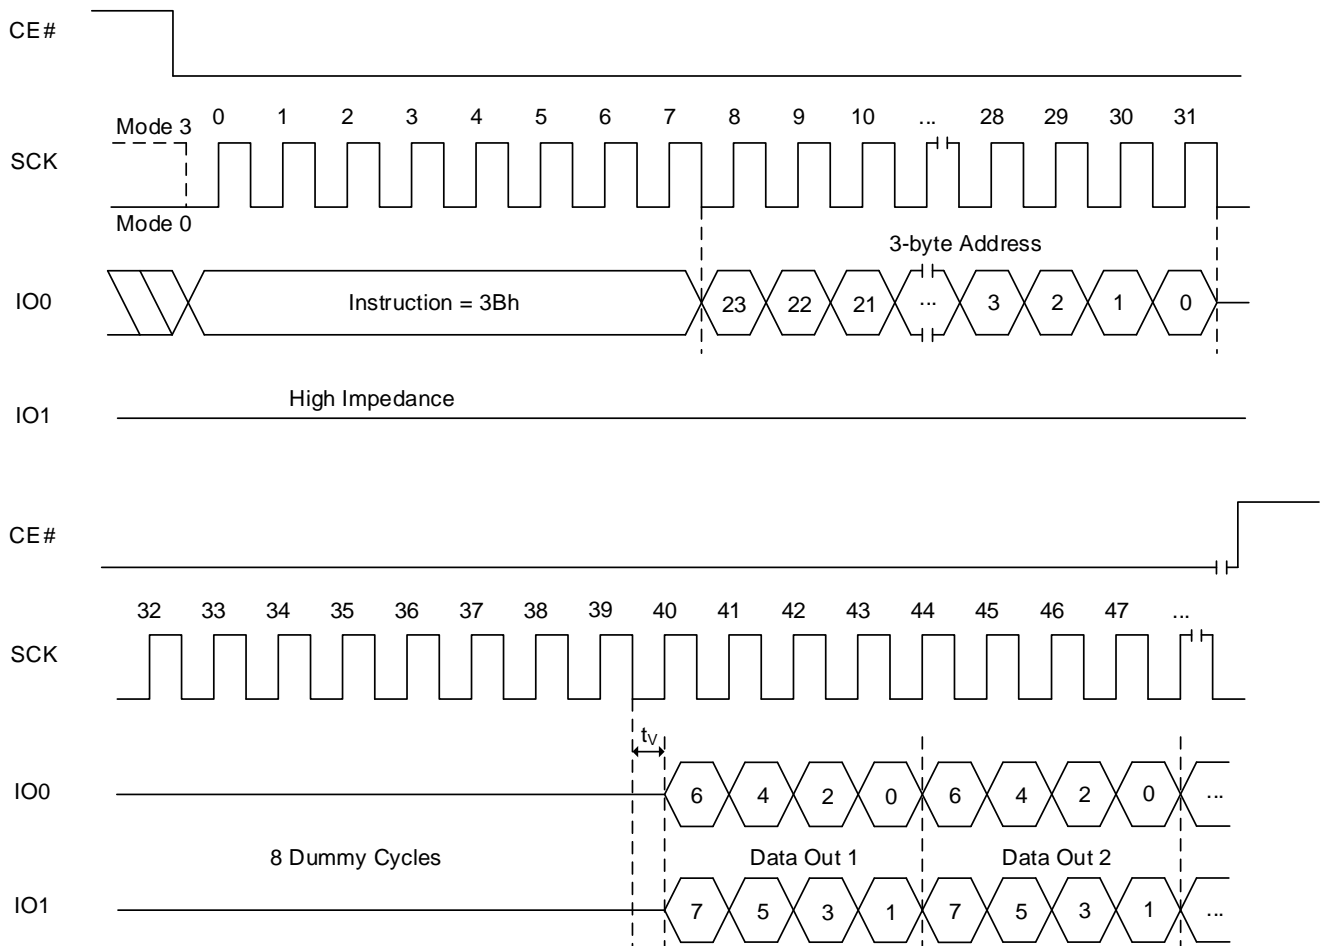 CE#
Mode 3 0 1 2 3 4 5 6 7 8 9 10 ... 28 29 30 31
SCK
Mode 0
3-byte Address
IO0 Instruction = 3Bh 23 22 21 ... 3 2 1 0
High Impedance
IO1
CE#
32 33 34 35 36 37 38 39 40 41 42 43 44 45 46 47 ...
SCK
tV
IO0 6 4 2 0 6 4 2 0 ...
8 Dummy Cycles Data Out 1 Data Out 2
IO1 7 5 3 1 7 5 3 1 ...